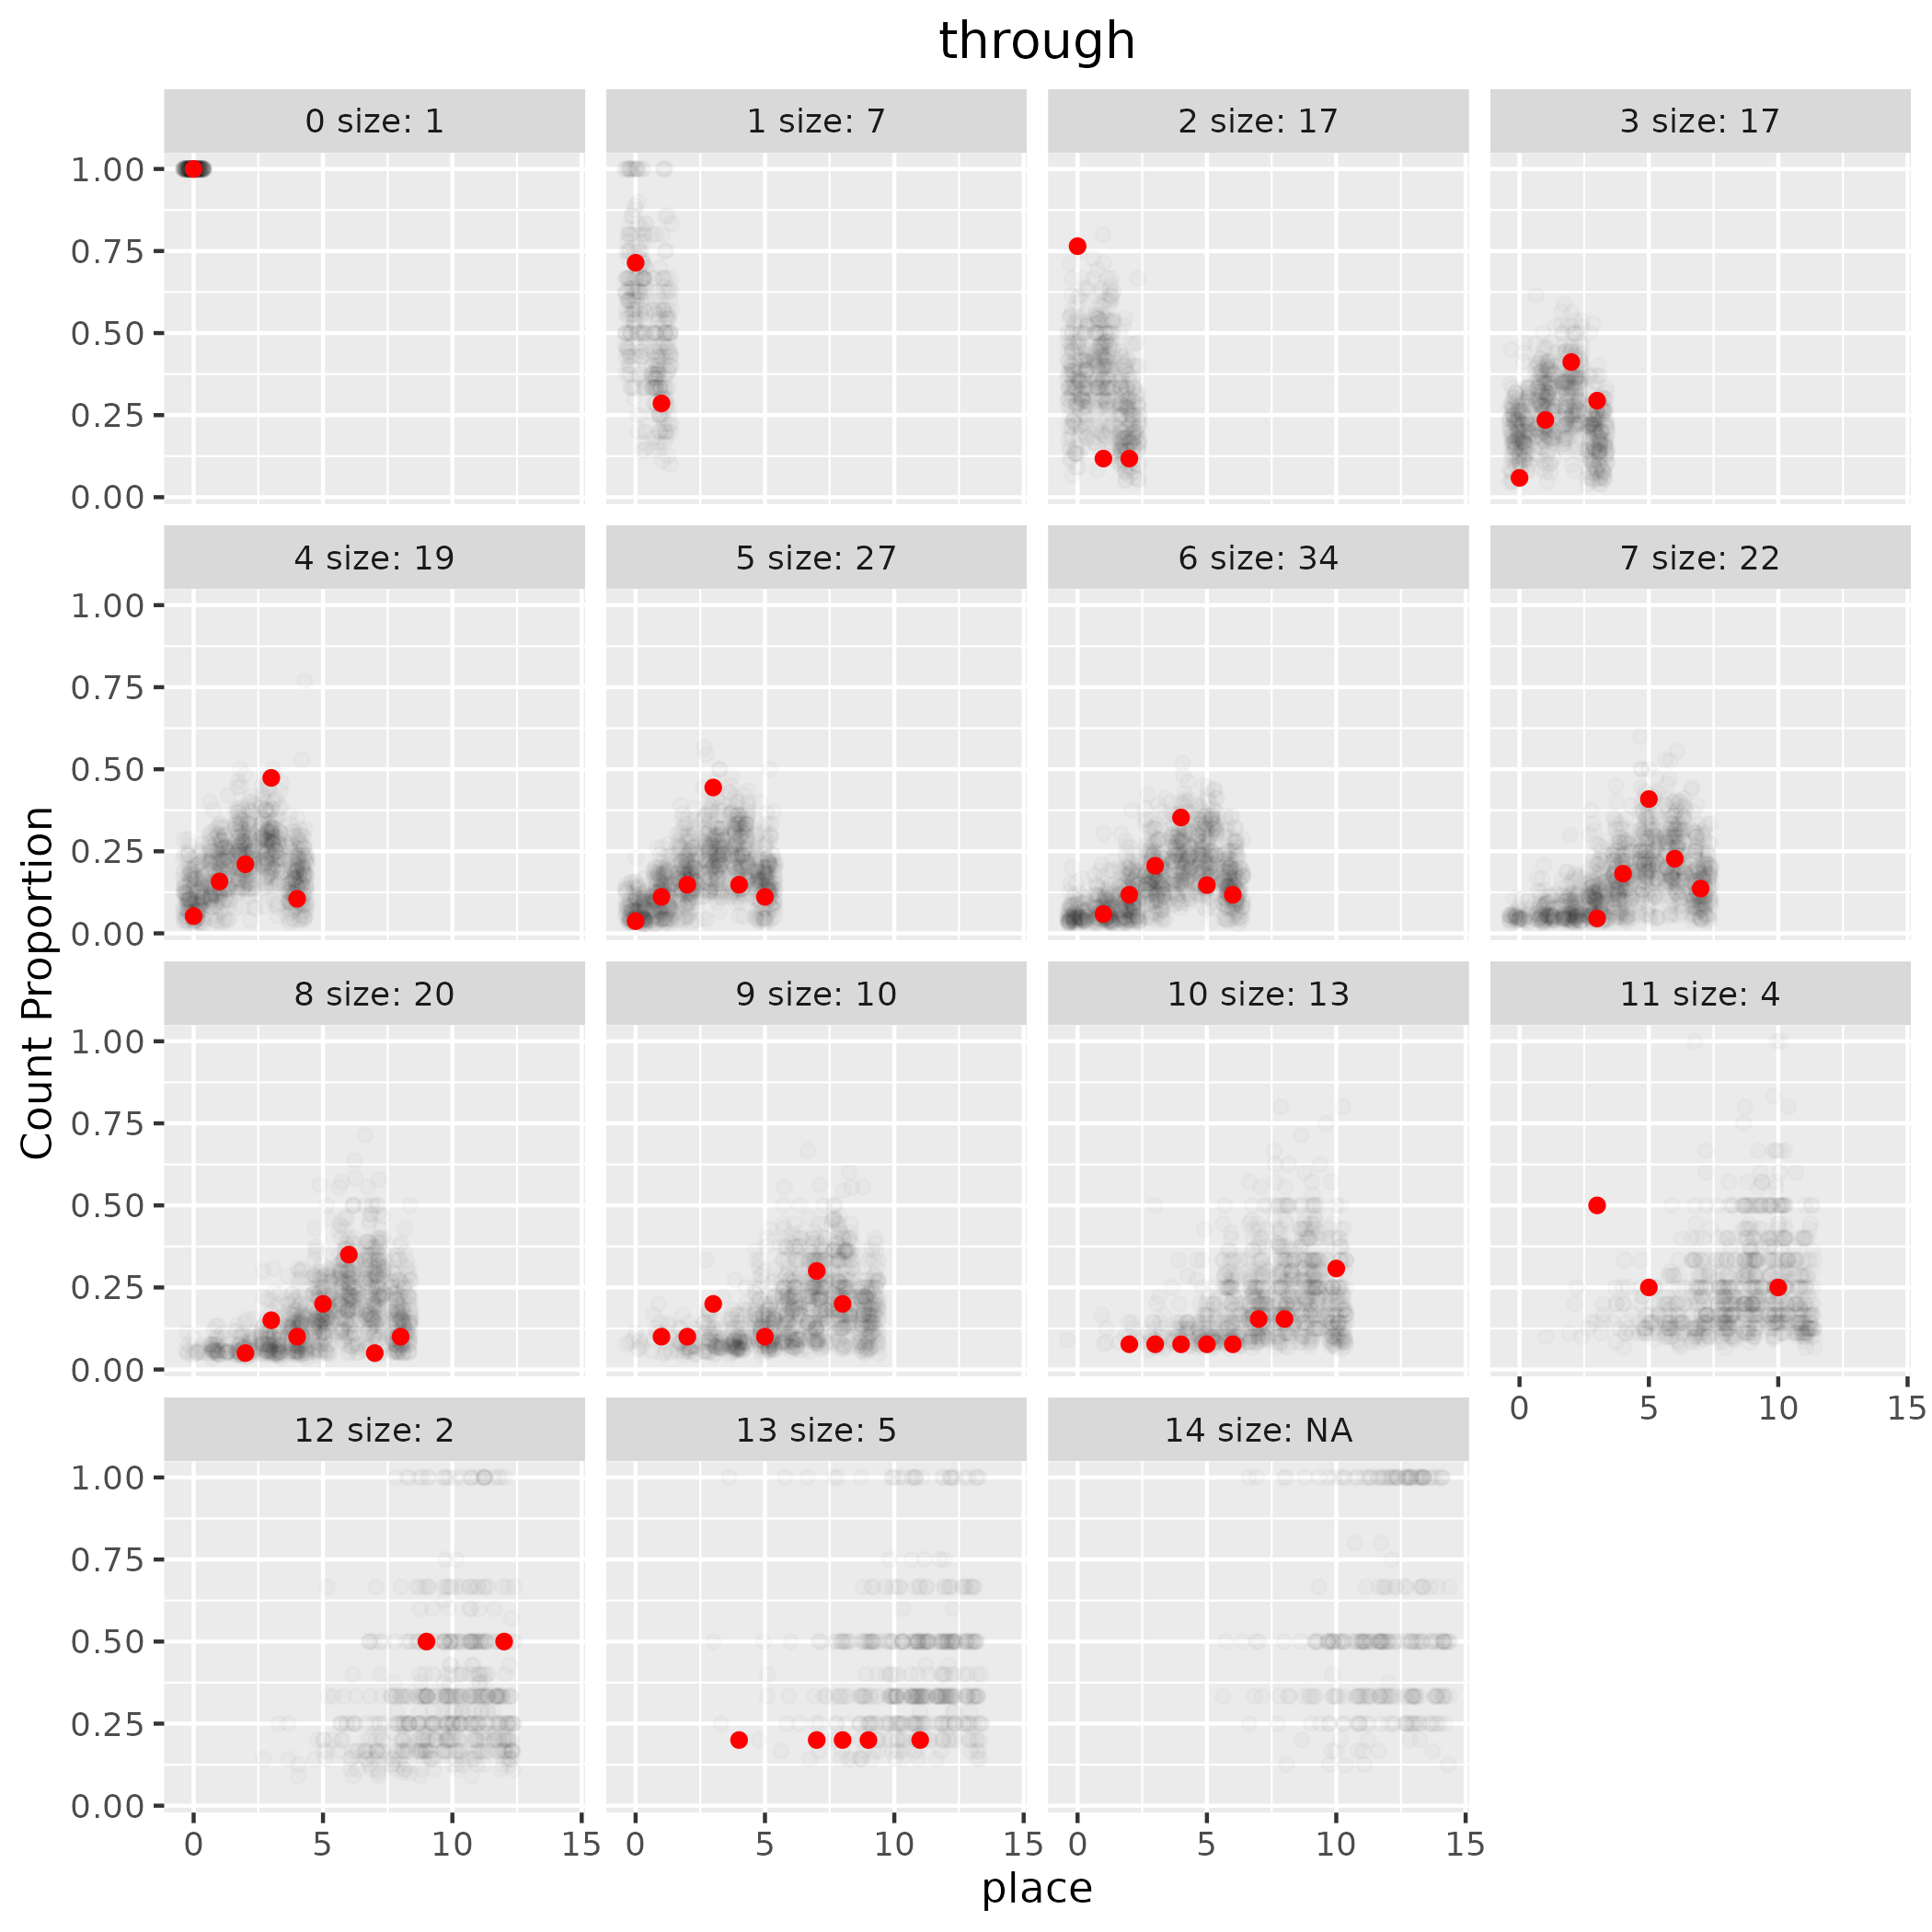 through
0 size: 1
1 size: 7
2 size: 17
3 size: 17
1.00
0.75
0.50
0.25
0.00
4 size: 19
5 size: 27
6 size: 34
7 size: 22
1.00
0.75
0.50
0.25
0.00
Count Proportion
8 size: 20
9 size: 10
10 size: 13
11 size: 4
1.00
0.75
0.50
0.25
0.00
0 5 10 15
12 size: 2
13 size: 5
14 size: NA
1.00
0.75
0.50
0.25
0.00
0 5 10 15
0 5 10 15
0 5 10 15
place